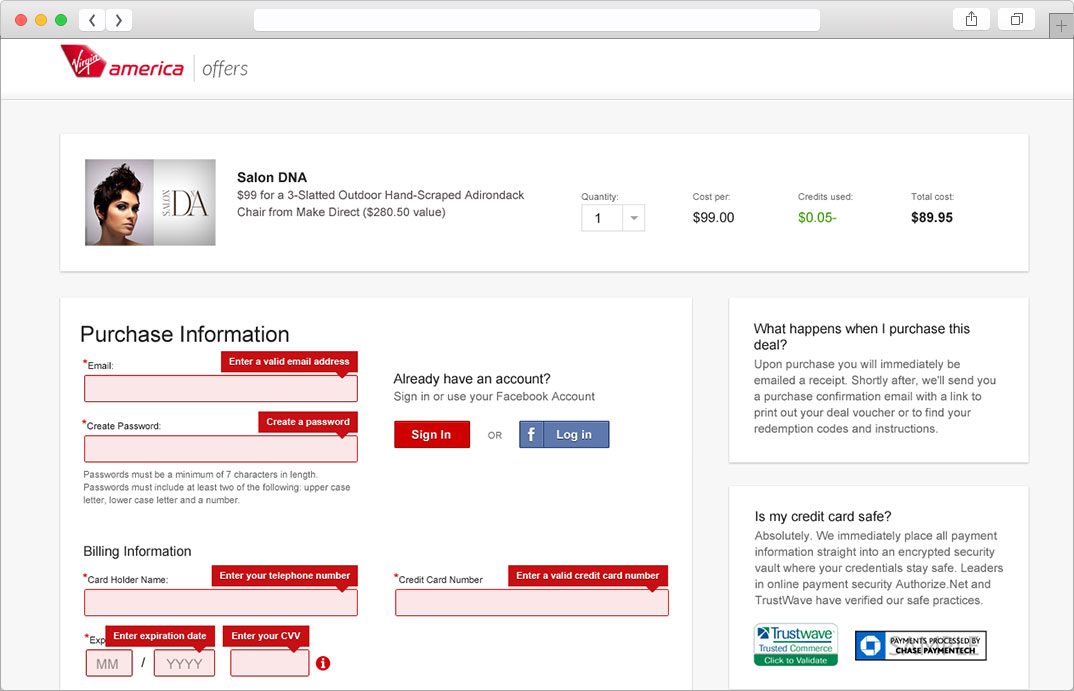 Virgin america offers
SALON DNA
Salon DNA
$99 for a 3-Slatted Outdoor Hand-Scraped Adirondack
Chair from Make Direct ($280.50 value)
Quantity:
1
Cost per:
$99.00
Credits used:
$0.05-
Total cost:
$89.95
Purchase Information
*Email:
Enter a valid email address
*Create Password:
Create a password
Passwords must be a minimum of 7 characters in length.
Passwords must include at least two of the following: upper case
letter, lower case letter and a number.
Already have an account?
Sign in or use your Facebook Account
Sign In
OR
f Log in
Billing Information
*Card Holder Name:
Enter your telephone number
*Credit Card Number
Enter a valid credit card number
*Exp
Enter expiration date
Enter your CVV
MM / YYYY
i
What happens when I purchase this
deal?
Upon purchase you will immediately be
emailed a receipt. Shortly after, we'll send you
a purchase confirmation email with a link to
print out your deal voucher or to find your
redemption codes and instructions.
Is my credit card safe?
Absolutely. We immediately place all payment
information straight into an encrypted security
vault where your credentials stay safe. Leaders
in online payment security Authorize.Net and
TrustWave have verified our safe practices.
Trustwave
Trusted Commerce
Click to Validate
PAYMENTS PROCESSED BY
CHASE PAYMENTECH